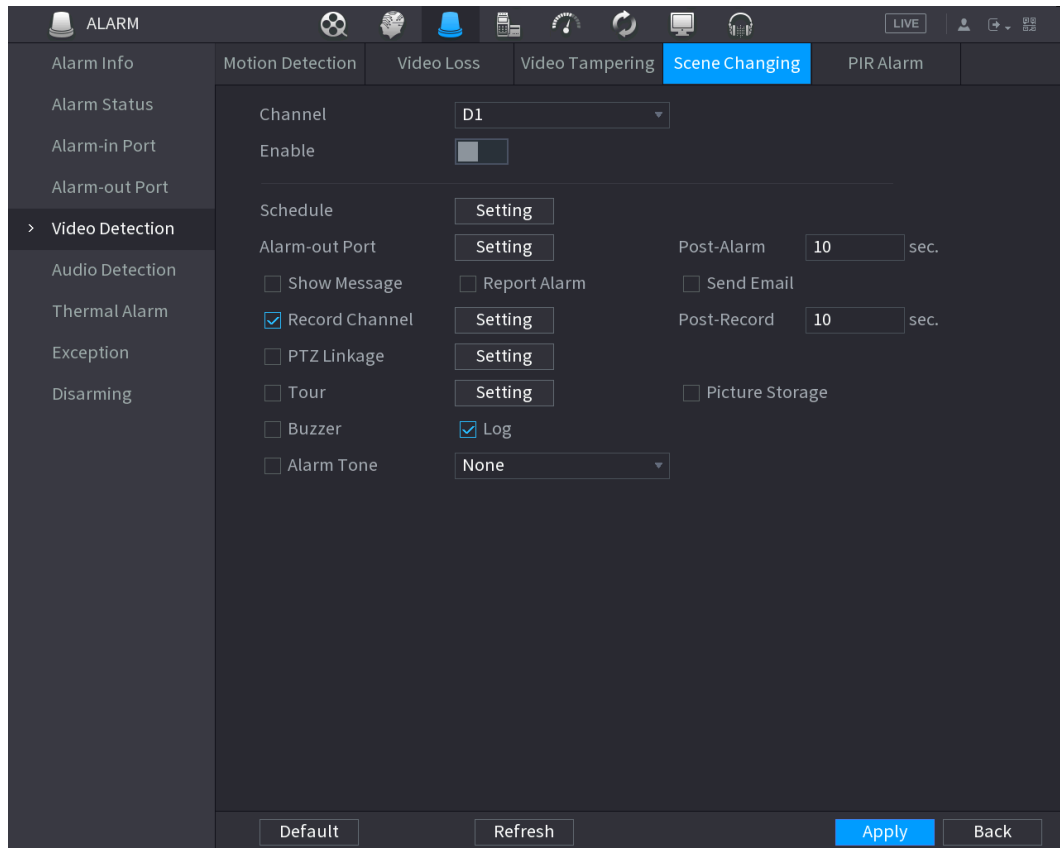 ALARM LIVE
Alarm Info
Alarm Status
Alarm-in Port
Alarm-out Port
> Video Detection
Audio Detection
Thermal Alarm
Exception
Disarming
Motion Detection Video Loss Video Tampering Scene Changing PIR Alarm
Channel D1
Enable
Schedule Setting
Alarm-out Port Setting Post-Alarm 10 sec.
Show Message Report Alarm Send Email
Record Channel Setting Post-Record 10 sec.
PTZ Linkage Setting
Tour Setting Picture Storage
Buzzer Log
Alarm Tone None
Default Refresh Apply Back